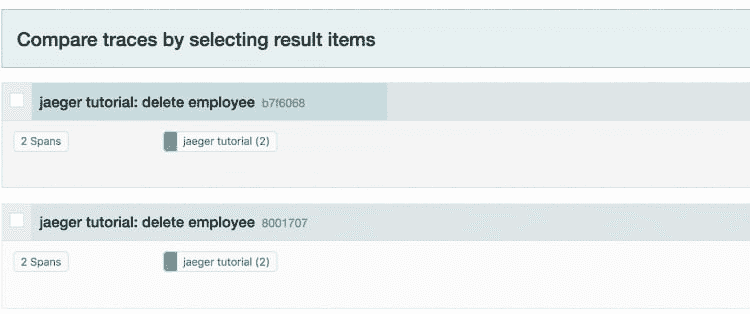 Compare traces by selecting result items
jaeger tutorial: delete employee b7f6068
2 Spans jaeger tutorial (2)
jaeger tutorial: delete employee 8001707
2 Spans jaeger tutorial (2)